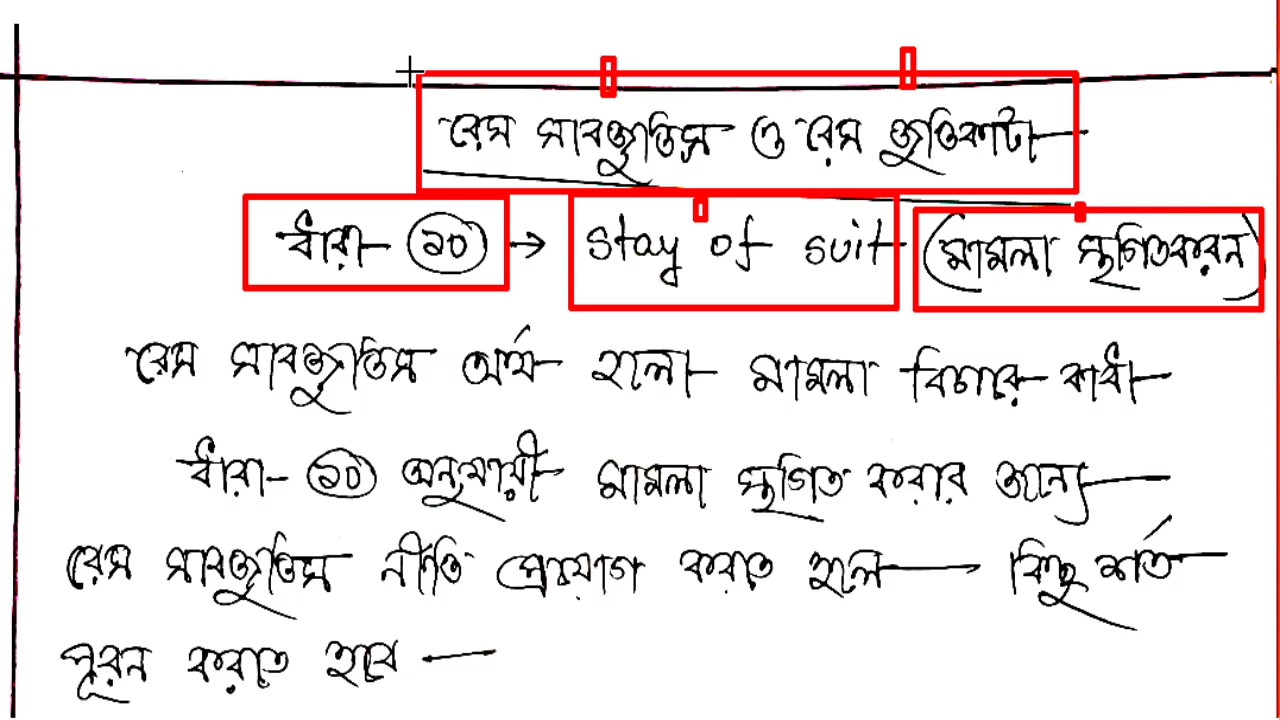 রেস সাবজুডিস ও রেস জুডিকাটা
ধারা- ১০ → stay of suit (মামলা স্থগিতকরন)
রেস সাবজুডিস অর্থ হলো মামলা বিচারে বাধা
ধারা- ১০ অনুযায়ী মামলা স্থগিত করার জন্যে
রেস সাবজুডিস নীতি প্রয়োগ করতে হলে → কিছু শর্ত
পূরন করতে হবে —